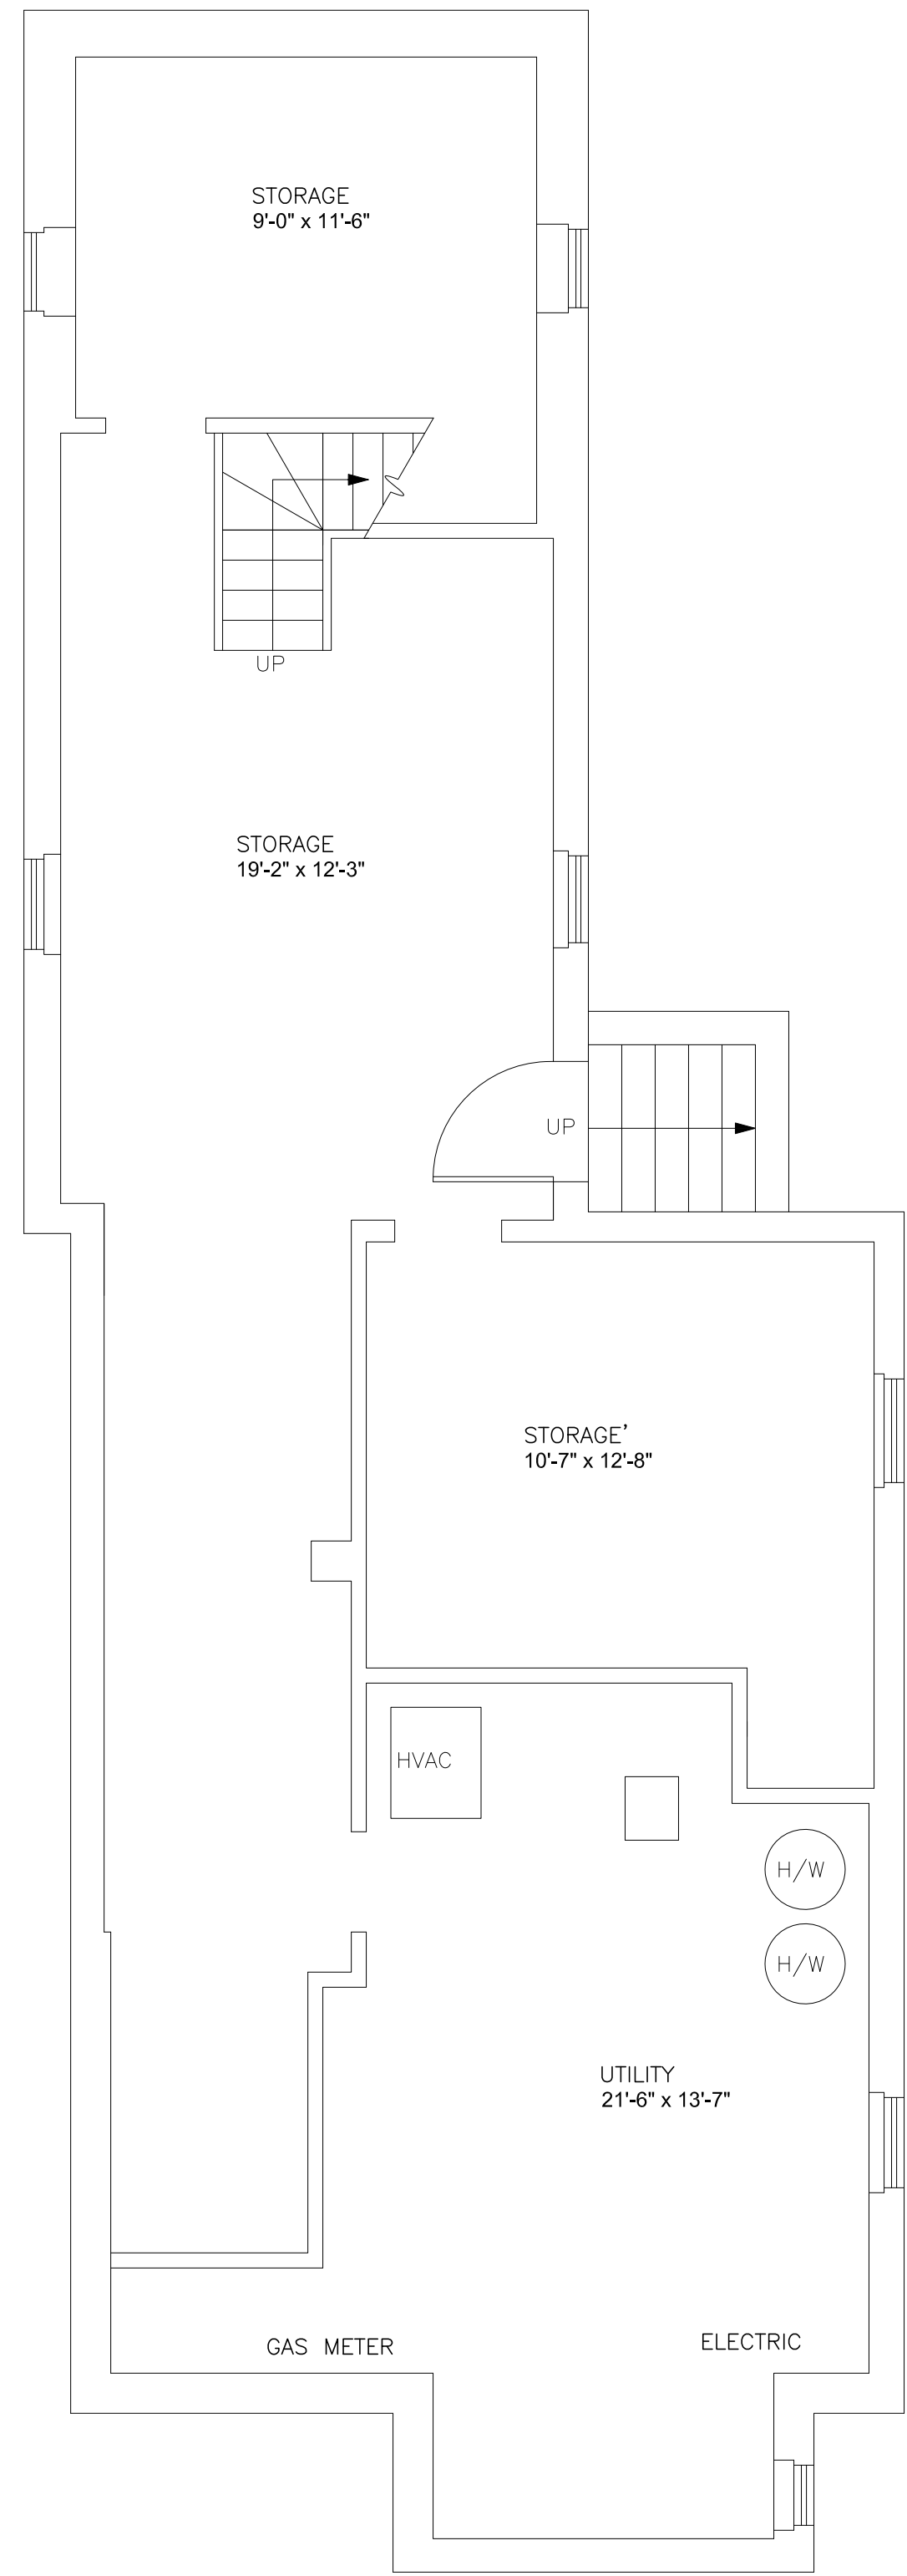 STORAGE
9'-0" x 11'-6"
UP
STORAGE
19'-2" x 12'-3"
UP
STORAGE'
10'-7" x 12'-8"
HVAC
H/W
H/W
UTILITY
21'-6" x 13'-7"
GAS METER
ELECTRIC